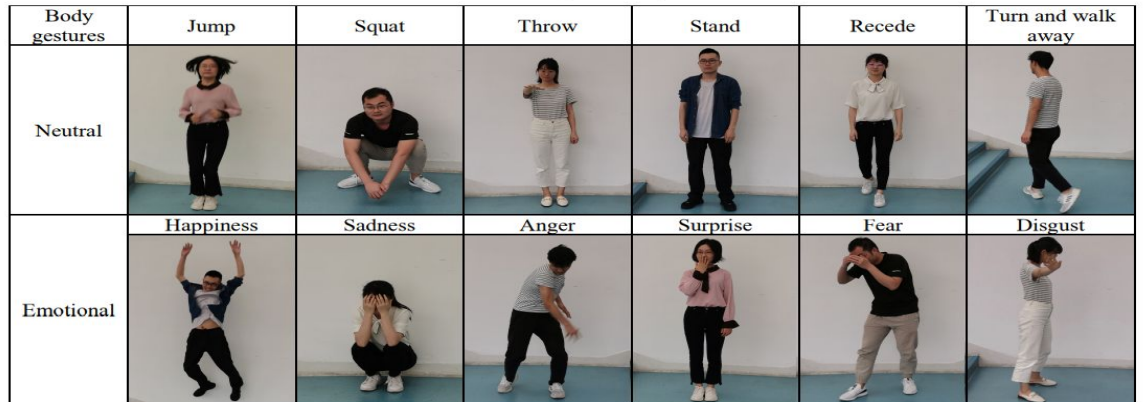 Body
gestures
Jump
Squat
Throw
Stand
Recede
Turn and walk
away
Neutral
Happiness
Sadness
Anger
Surprise
Fear
Disgust
Emotional